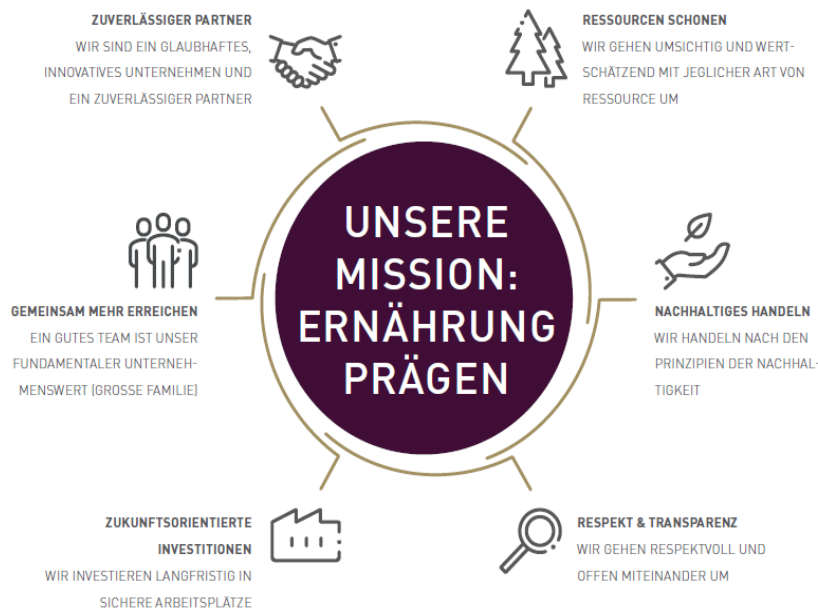 ZUVERLÄSSIGER PARTNER
WIR SIND EIN GLAUBHAFTES,
INNOVATIVES UNTERNEHMEN UND
EIN ZUVERLÄSSIGER PARTNER
RESSOURCEN SCHONEN
WIR GEHEN UMSICHTIG UND WERT-
SCHÄTZEND MIT JEGLICHER ART VON
RESSOURCE UM
UNSERE
MISSION:
ERNÄHRUNG
PRÄGEN
GEMEINSAM MEHR ERREICHEN
EIN GUTES TEAM IST UNSER
FUNDAMENTALER UNTERNEH-
MENSWERT (GROSSE FAMILIE)
NACHHALTIGES HANDELN
WIR HANDELN NACH DEN
PRINZIPIEN DER NACHHAL-
TIGKEIT
ZUKUNFTSORIENTIERTE
INVESTITIONEN
WIR INVESTIEREN LANGFRISTIG IN
SICHERE ARBEITSPLÄTZE
RESPEKT & TRANSPARENZ
WIR GEHEN RESPEKTVOLL UND
OFFEN MITEINANDER UM